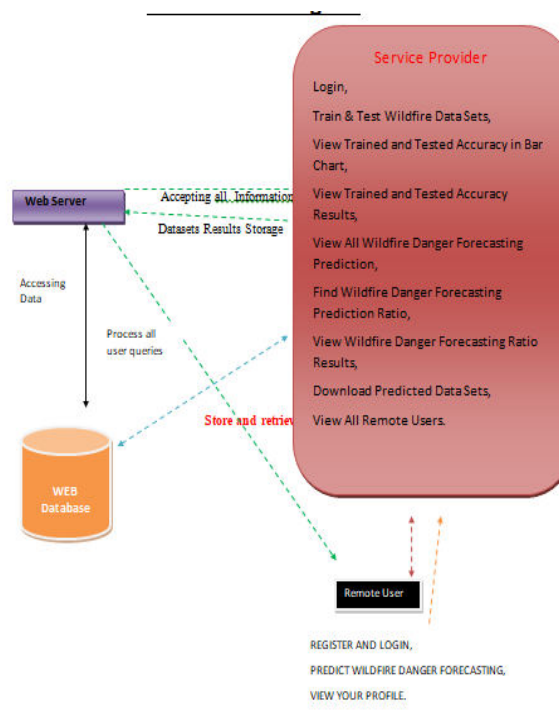 Service Provider
Login,
Train & Test Wildfire Data Sets,
View Trained and Tested Accuracy in Bar
Chart,
View Trained and Tested Accuracy
Results,
View All Wildfire Danger Forecasting
Prediction,
Find Wildfire Danger Forecasting
Prediction Ratio,
View Wildfire Danger Forecasting Ratio
Results,
Download Predicted Data Sets,
View All Remote Users.
Web Server
Accepting all Information
Datasets Results Storage
Accessing
Data
Process all
user queries
Store and retriev
WEB
Database
Remote User
REGISTER AND LOGIN,
PREDICT WILDFIRE DANGER FORECASTING,
VIEW YOUR PROFILE.